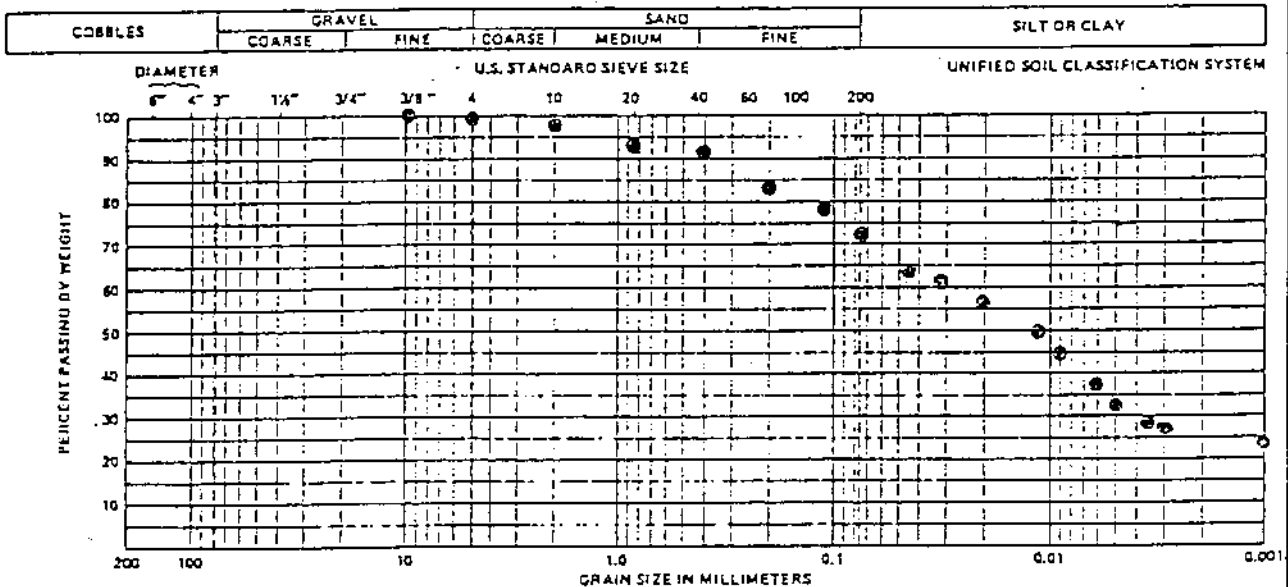 COBBLES GRAVEL SAND SILT OR CLAY
COARSE FINE COARSE MEDIUM FINE
DIAMETER U.S. STANDARD SIEVE SIZE UNIFIED SOIL CLASSIFICATION SYSTEM
6" 4" 3" 1½" 3/4" 3/8" 4 10 20 40 60 100 200
100
90
80
70
60
50
40
30
20
10
PERCENT PASSING BY WEIGHT
200 100 10 1.0 0.1 0.01 0.001
GRAIN SIZE IN MILLIMETERS